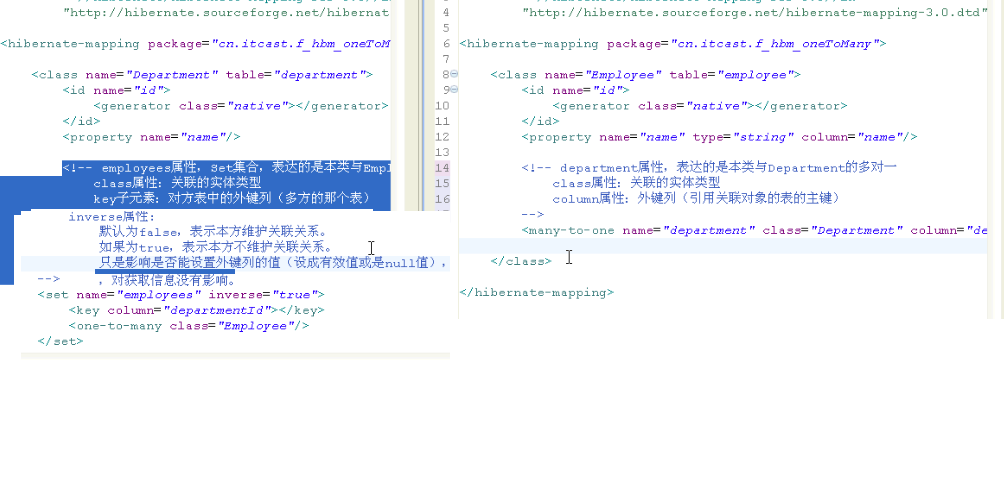 "http://hibernate.sourceforge.net/hibernat
<hibernate-mapping package="cn.itcast.f_hbm_oneToM
<class name="Department" table="department">
<id name="id">
<generator class="native"></generator>
</id>
<property name="name"/>
<!-- employees属性，Set集合，表达的是本类与Empl
class属性：关联的实体类型
key子元素：对方表中的外键列（多方的那个表）
inverse属性：
默认为false，表示本方维护关联关系。
如果为true，表示本方不维护关联关系。
只是影响是否能设置外键列的值（设成有效值或是null值），
--> ，对获取信息没有影响。
<set name="employees" inverse="true">
<key column="departmentId"></key>
<one-to-many class="Employee"/>
</set>
4 "http://hibernate.sourceforge.net/hibernate-mapping-3.0.dtd"
5
6 <hibernate-mapping package="cn.itcast.f_hbm_oneToMany">
7
8 <class name="Employee" table="employee">
9 <id name="id">
10 <generator class="native"></generator>
11 </id>
12 <property name="name" type="string" column="name"/>
13
14 <!-- department属性，表达的是本类与Department的多对一
15 class属性：关联的实体类型
16 column属性：外键列（引用关联对象的表的主键）
-->
<many-to-one name="department" class="Department" column="de
</class>
</hibernate-mapping>